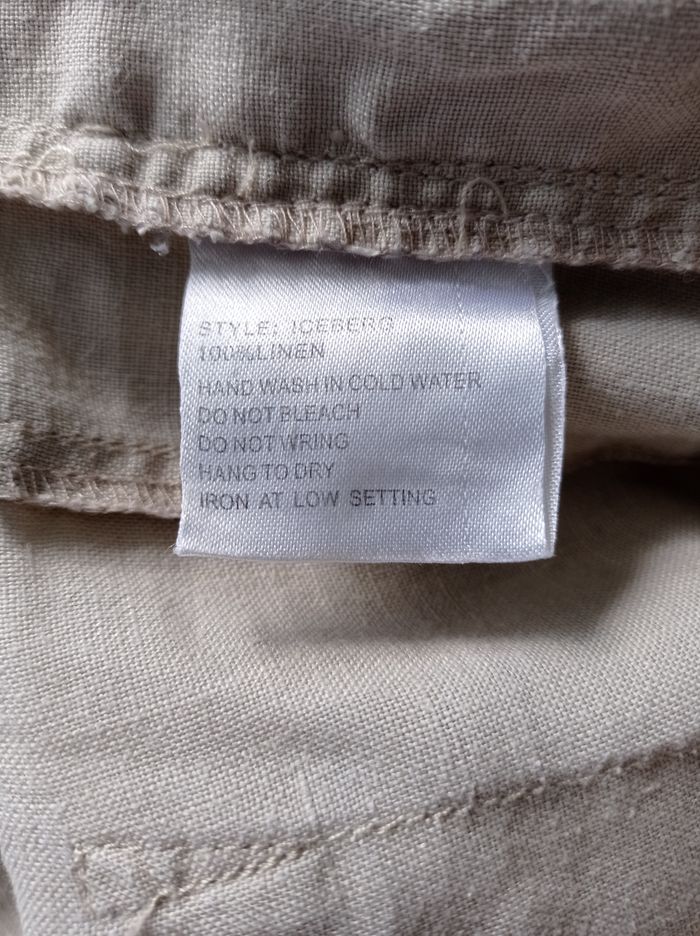 STYLE: ICEBERG
100%LINEN
HAND WASH IN COLD WATER
DO NOT BLEACH
DO NOT WRING
HANG TO DRY
IRON AT LOW SETTING